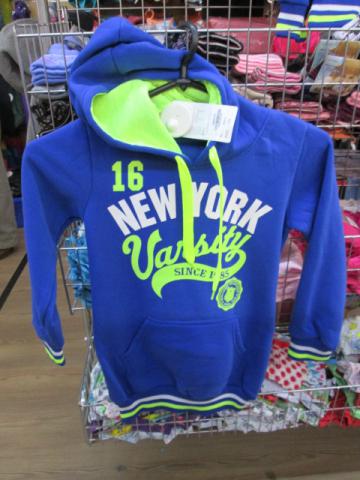 16
NEW YORK
Varsity
SINCE 1985